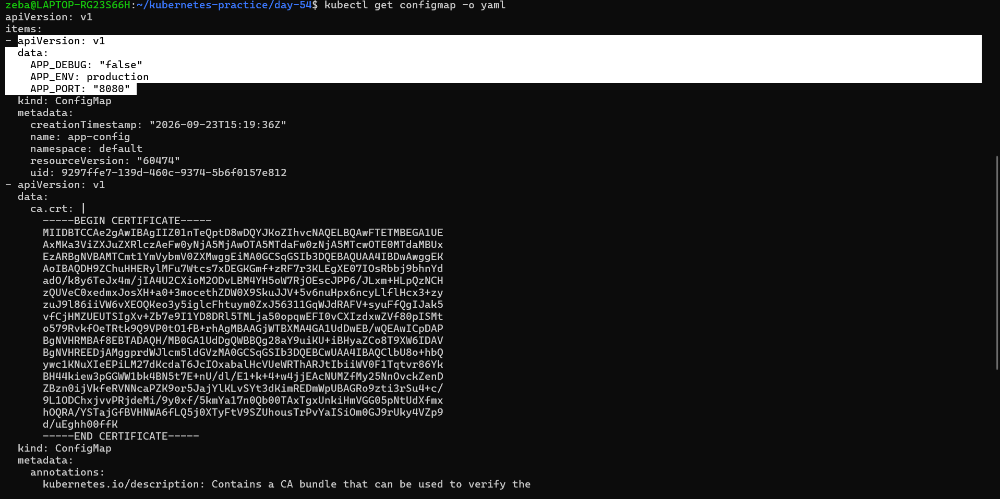 zeba@LAPTOP-RG23S66H:~/kubernetes-practice/day-54$ kubectl get configmap -o yaml
apiVersion: v1
items:
- apiVersion: v1
  data:
    APP_DEBUG: "false"
    APP_ENV: production
    APP_PORT: "8080"
  kind: ConfigMap
  metadata:
    creationTimestamp: "2026-09-23T15:19:36Z"
    name: app-config
    namespace: default
    resourceVersion: "60474"
    uid: 9297ffe7-139d-460c-9374-5b6f0157e812
- apiVersion: v1
  data:
    ca.crt: |
      -----BEGIN CERTIFICATE-----
      MIIDBTCCAe2gAwIBAgIIZ01nTeQptD8wDQYJKoZIhvcNAQELBQAwFTETMBEGA1UE
      AxMKa3ViZXJuZXRlczAeFw0yNjA5MjAwOTA5MTdaFw0zNjA5MTcwOTE0MTdaMBUx
      EzARBgNVBAMTCmt1YmVybmV0ZXMwggEiMA0GCSqGSIb3DQEBAQUAA4IBDwAwggEK
      AoIBAQDH9ZChuHHERylMFu7Wtcs7xDEGKGmf+zRF7r3KLEgXE07IOsRbbj9bhnYd
      adO/k8y6TeJx4m/jIA4U2CXioM2ODvLBM4YH5oW7RjOEscJPP6/JLxm+HLpQzNCH
      zQUVeC0xedmxJosXH+a0+3mocethZDW0X9SkuJJV+5v6nuHpx6ncyLlflHcx3+zy
      zuJ9l86iiVW6vXEOQKeo3y5iglcFhtuym0ZxJ56311GqWJdRAFV+syuFfQgIJak5
      vfCjHMZUEUTSIgXv+Zb7e9I1YD8DRl5TMLja50opqwEFI0vCXIzdxwZVf80pISMt
      o579RvkfOeTRtk9Q9VP0tO1fB+rhAgMBAAGjWTBXMA4GA1UdDwEB/wQEAwICpDAP
      BgNVHRMBAf8EBTADAQH/MB0GA1UdDgQWBBQg28aY9uiKU+iBHyaZCo8T9XW6IDAV
      BgNVHREEDjAMggprdWJlcm5ldGVzMA0GCSqGSIb3DQEBCwUAA4IBAQClbU8o+hbQ
      ywc1KNuXIeEPiLM27dKcdaT6JcIOxabalHcVUeWRThARJtIbiiWV0F1Tqtvr86Yk
      BH44kiew3pGGWW1bk4BN5t7E+nU/dl/E1+k+4+w4jjEAcNUMZfMy25NnOvckZenD
      ZBzn0ijVkfeRVNNcaPZK9or5JajYlKLvSYt3dKimREDmWpUBAGRo9zti3rSu4+c/
      9L1ODChxjvvPRjdeMi/9y0xf/5kmYa17n0Qb00TAxTgxUnkiHmVGG05pNtUdXfmx
      hOQRA/YSTajGfBVHNWA6fLQ5j0XTyFtV9SZUhousTrPvYaISiOm0GJ9rUky4VZp9
      d/uEghh00ffK
      -----END CERTIFICATE-----
  kind: ConfigMap
  metadata:
    annotations:
      kubernetes.io/description: Contains a CA bundle that can be used to verify the